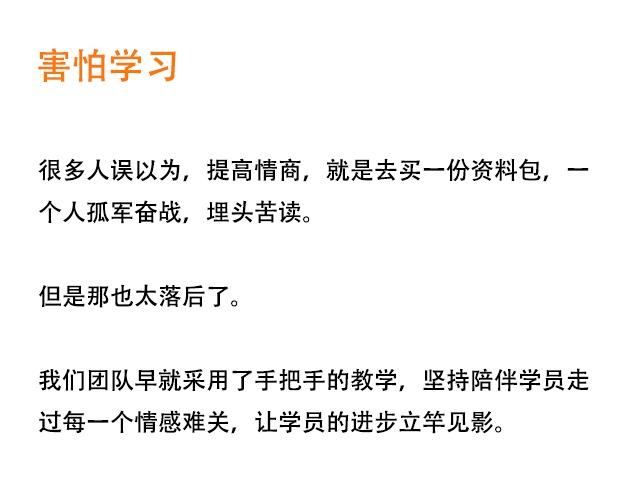 害怕学习
很多人误以为，提高情商，就是去买一份资料包，一
个人孤军奋战，埋头苦读。
但是那也太落后了。
我们团队早就采用了手把手的教学，坚持陪伴学员走
过每一个情感难关，让学员的进步立竿见影。